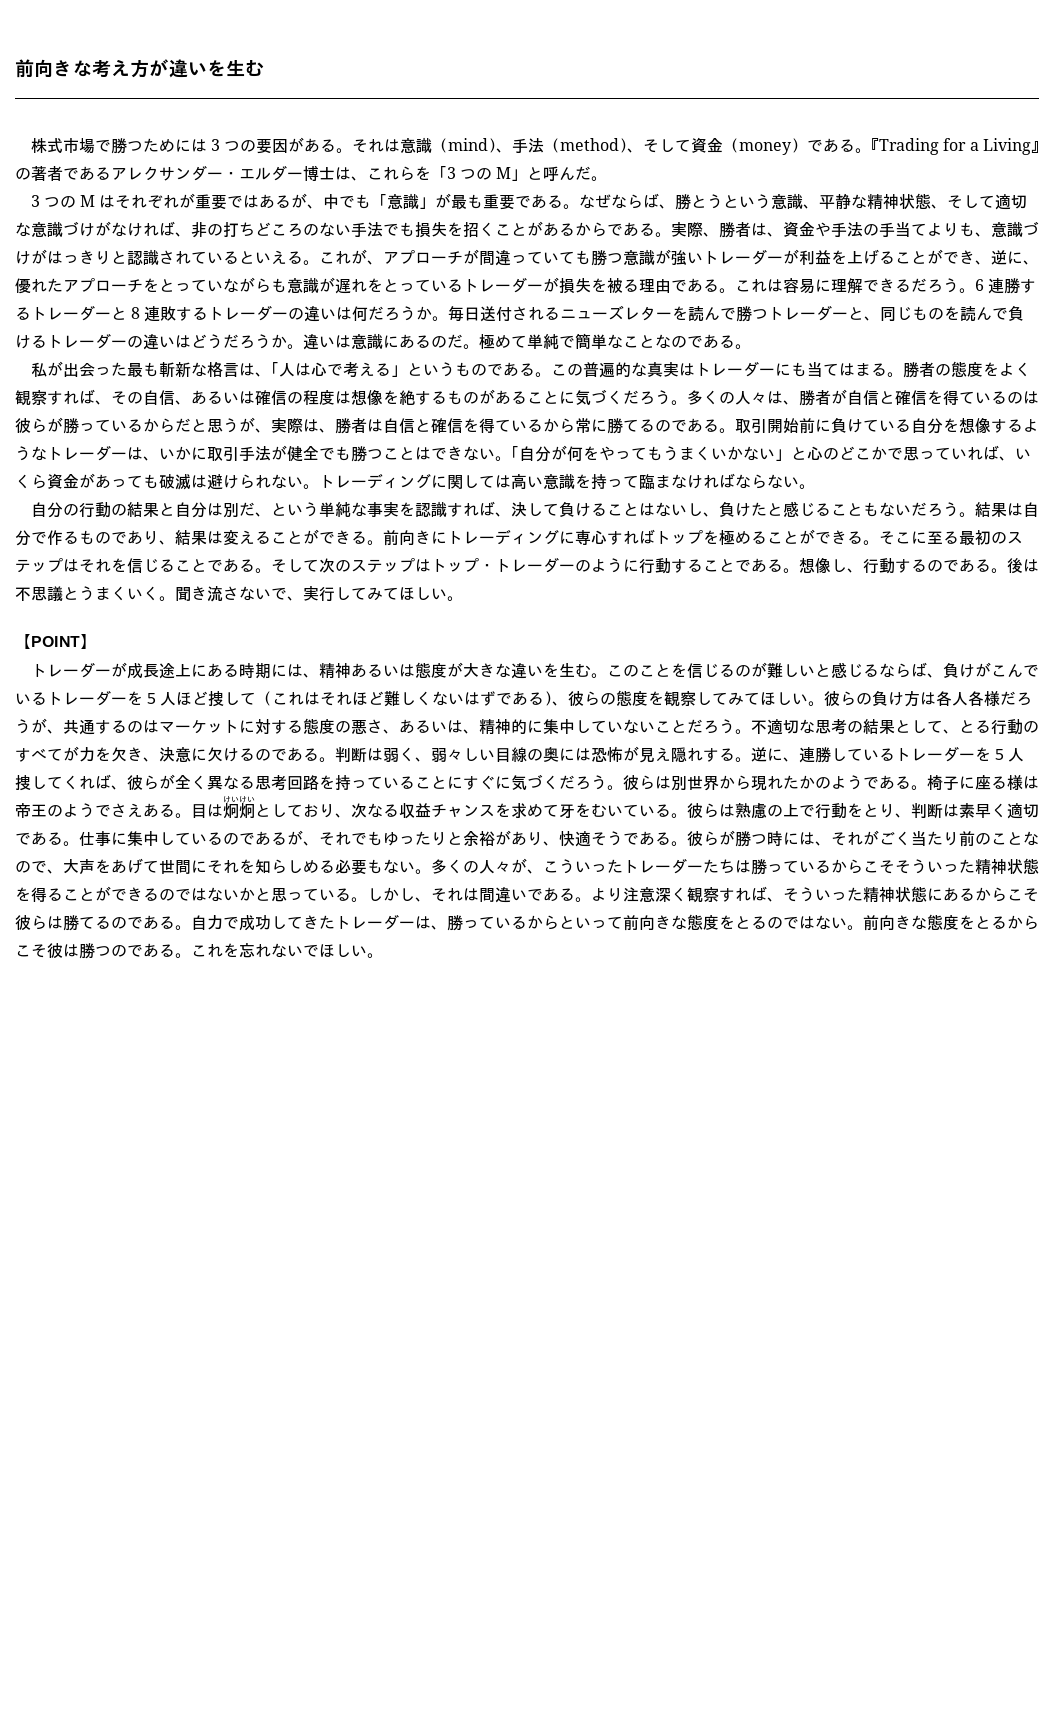 前向きな考え方が違いを生む
　株式市場で勝つためには 3 つの要因がある。それは意識（mind）、手法（method）、そして資金（money）である。『Trading for a Living』
の著者であるアレクサンダー・エルダー博士は、これらを「3 つの M」と呼んだ。
　3 つの M はそれぞれが重要ではあるが、中でも「意識」が最も重要である。なぜならば、勝とうという意識、平静な精神状態、そして適切
な意識づけがなければ、非の打ちどころのない手法でも損失を招くことがあるからである。実際、勝者は、資金や手法の手当てよりも、意識づ
けがはっきりと認識されているといえる。これが、アプローチが間違っていても勝つ意識が強いトレーダーが利益を上げることができ、逆に、
優れたアプローチをとっていながらも意識が遅れをとっているトレーダーが損失を被る理由である。これは容易に理解できるだろう。6 連勝す
るトレーダーと 8 連敗するトレーダーの違いは何だろうか。毎日送付されるニューズレターを読んで勝つトレーダーと、同じものを読んで負
けるトレーダーの違いはどうだろうか。違いは意識にあるのだ。極めて単純で簡単なことなのである。
　私が出会った最も斬新な格言は、「人は心で考える」というものである。この普遍的な真実はトレーダーにも当てはまる。勝者の態度をよく
観察すれば、その自信、あるいは確信の程度は想像を絶するものがあることに気づくだろう。多くの人々は、勝者が自信と確信を得ているのは
彼らが勝っているからだと思うが、実際は、勝者は自信と確信を得ているから常に勝てるのである。取引開始前に負けている自分を想像するよ
うなトレーダーは、いかに取引手法が健全でも勝つことはできない。「自分が何をやってもうまくいかない」と心のどこかで思っていれば、い
くら資金があっても破滅は避けられない。トレーディングに関しては高い意識を持って臨まなければならない。
　自分の行動の結果と自分は別だ、という単純な事実を認識すれば、決して負けることはないし、負けたと感じることもないだろう。結果は自
分で作るものであり、結果は変えることができる。前向きにトレーディングに専心すればトップを極めることができる。そこに至る最初のス
テップはそれを信じることである。そして次のステップはトップ・トレーダーのように行動することである。想像し、行動するのである。後は
不思議とうまくいく。聞き流さないで、実行してみてほしい。
【POINT】
　トレーダーが成長途上にある時期には、精神あるいは態度が大きな違いを生む。このことを信じるのが難しいと感じるならば、負けがこんで
いるトレーダーを 5 人ほど捜して（これはそれほど難しくないはずである）、彼らの態度を観察してみてほしい。彼らの負け方は各人各様だろ
うが、共通するのはマーケットに対する態度の悪さ、あるいは、精神的に集中していないことだろう。不適切な思考の結果として、とる行動の
すべてが力を欠き、決意に欠けるのである。判断は弱く、弱々しい目線の奥には恐怖が見え隠れする。逆に、連勝しているトレーダーを 5 人
捜してくれば、彼らが全く異なる思考回路を持っていることにすぐに気づくだろう。彼らは別世界から現れたかのようである。椅子に座る様は
けいけい
帝王のようでさえある。目は炯炯としており、次なる収益チャンスを求めて牙をむいている。彼らは熟慮の上で行動をとり、判断は素早く適切
である。仕事に集中しているのであるが、それでもゆったりと余裕があり、快適そうである。彼らが勝つ時には、それがごく当たり前のことな
ので、大声をあげて世間にそれを知らしめる必要もない。多くの人々が、こういったトレーダーたちは勝っているからこそそういった精神状態
を得ることができるのではないかと思っている。しかし、それは間違いである。より注意深く観察すれば、そういった精神状態にあるからこそ
彼らは勝てるのである。自力で成功してきたトレーダーは、勝っているからといって前向きな態度をとるのではない。前向きな態度をとるから
こそ彼は勝つのである。これを忘れないでほしい。